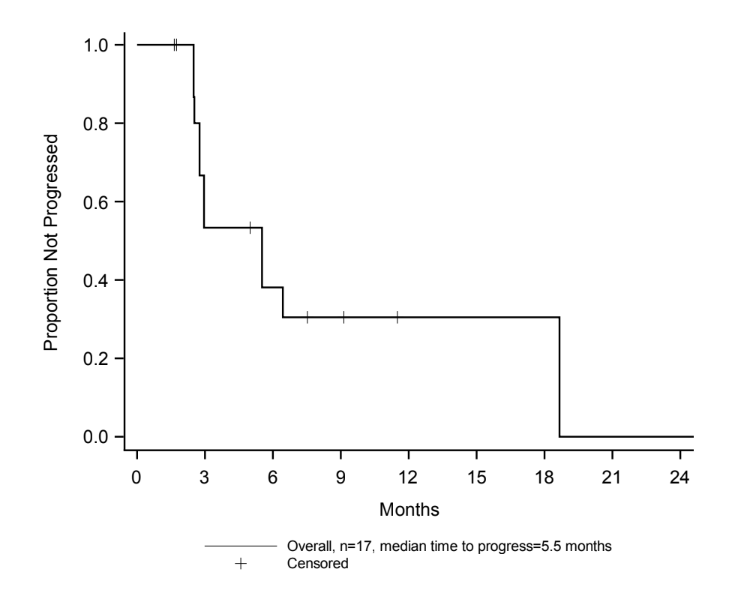 Proportion Not Progressed
1.0
0.8
0.6
0.4
0.2
0.0
0 3 6 9 12 15 18 21 24
Months
Overall, n=17, median time to progress=5.5 months
Censored